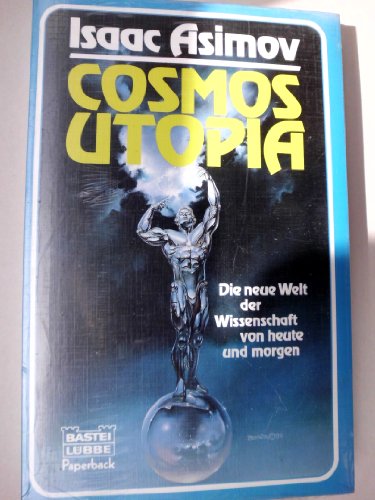 Isaac Asimov
COSMOS
UTOPIA
Die neue Welt
der
Wissenschaft
von heute
und morgen
BASTEI
LÜBBE
Paperback